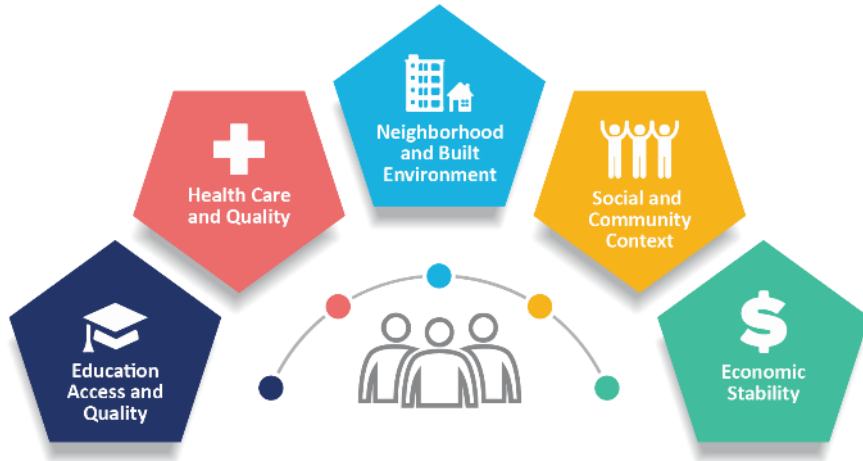 Neighborhood
and Built
Environment
Health Care
and Quality
Social and
Community
Context
Education
Access and
Quality
Economic
Stability